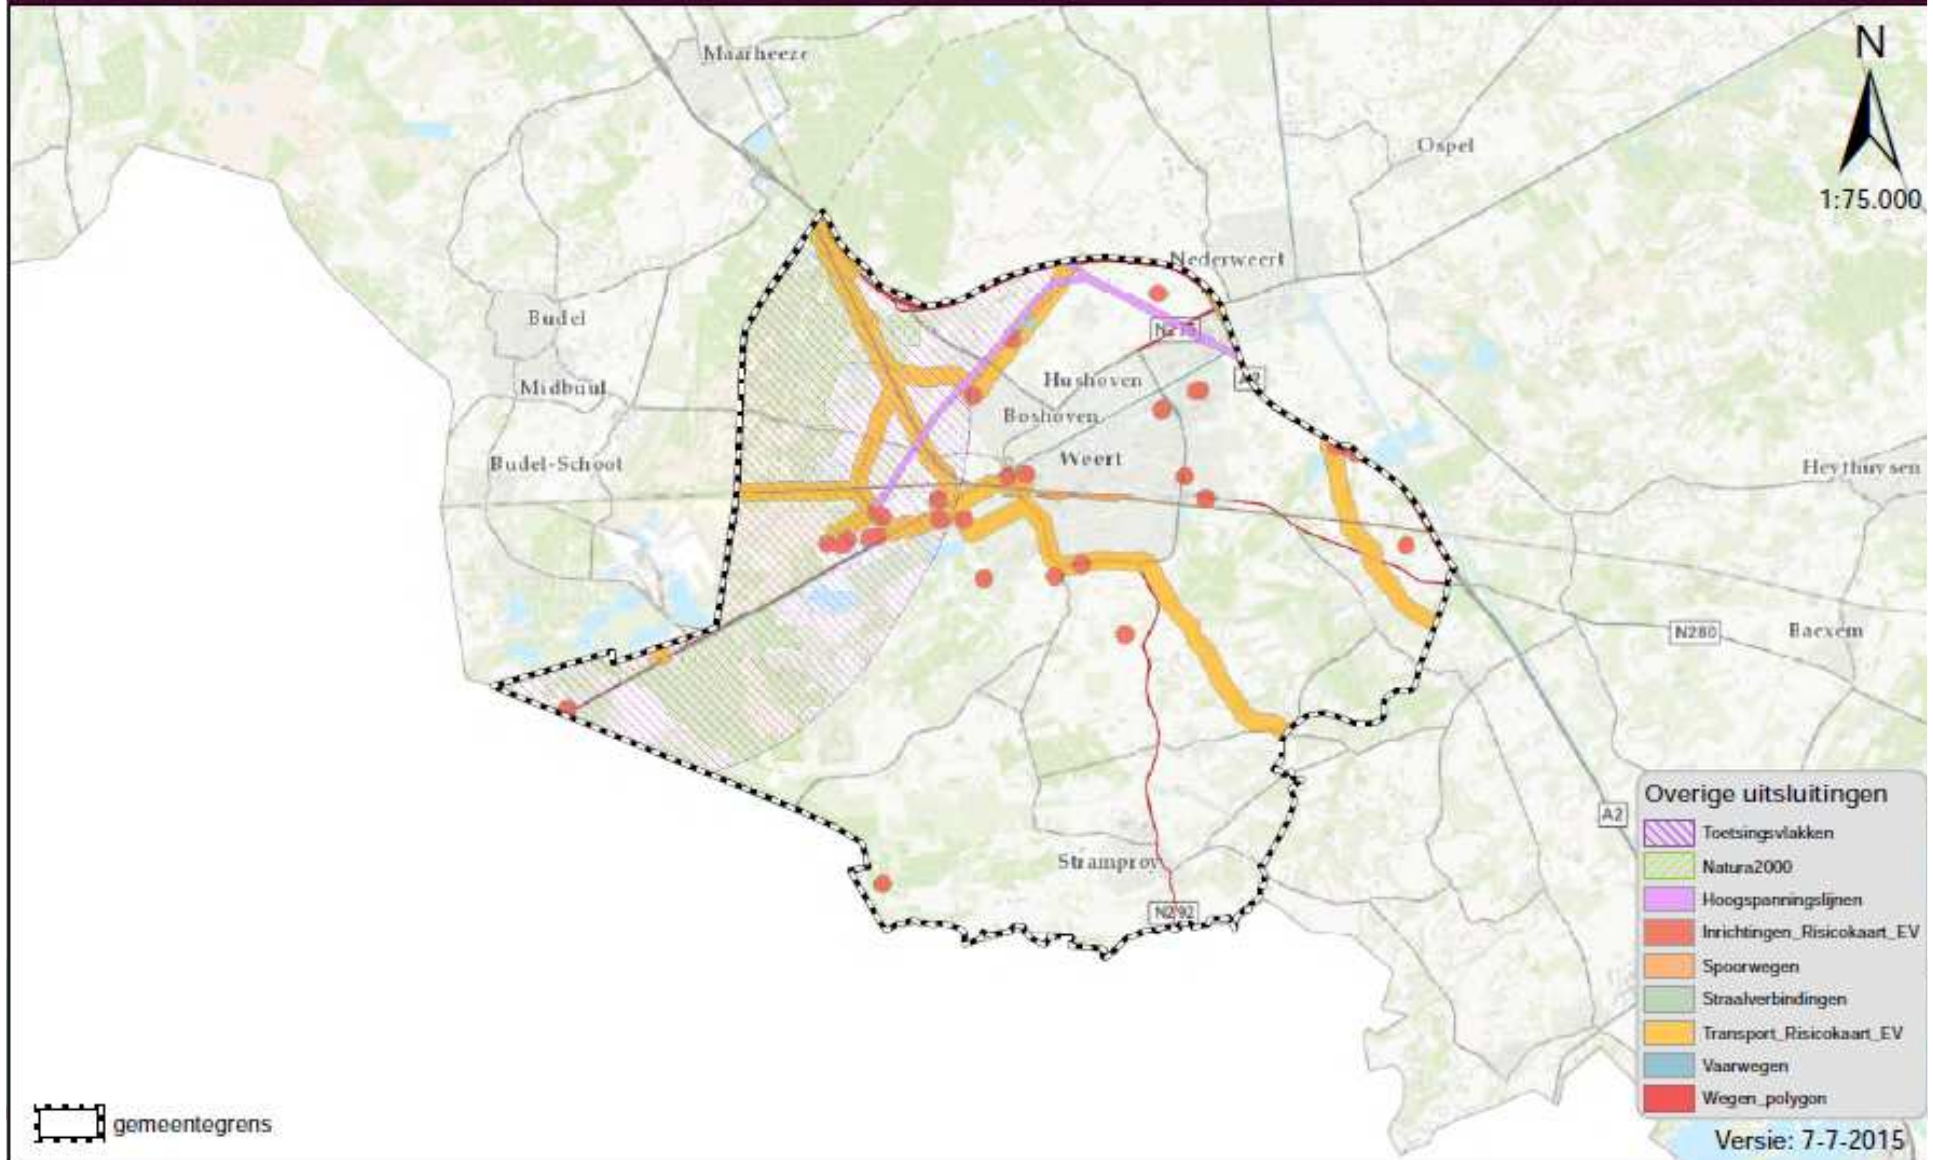 N
1:75.000
Maarheeze
Ospel
Nederweert
Budel
N275
Midbuul
Hushoven
A2
Boshoven
Weert
Budel-Schoot
Heythuysen
N280
Baexem
A2
Stramproy
N292
Overige uitsluitingen
Toetsingsvlakken
Natura2000
Hoogspanningslijnen
Inrichtingen_Risicokaart_EV
Spoorwegen
Straalverbindingen
Transport_Risicokaart_EV
Vaarwegen
Wegen_polygon
gemeentegrens
Versie: 7-7-2015